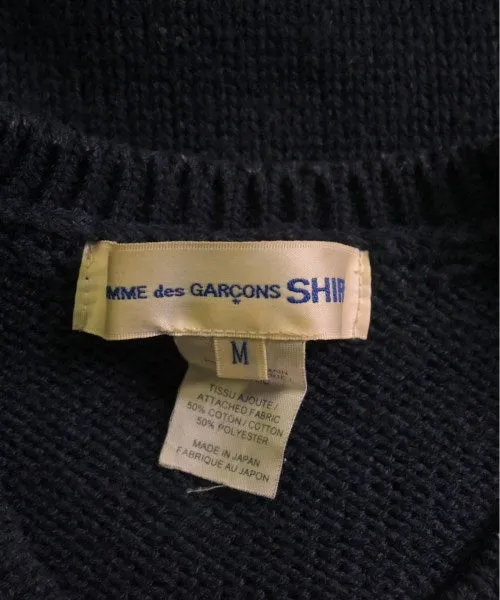 MME des GARÇONS SHIR
M
TISSU AJOUTE /
ATTACHED FABRIC
50% COTON / COTTON
50% POLYESTER
MADE IN JAPAN
FABRIQUE AU JAPON